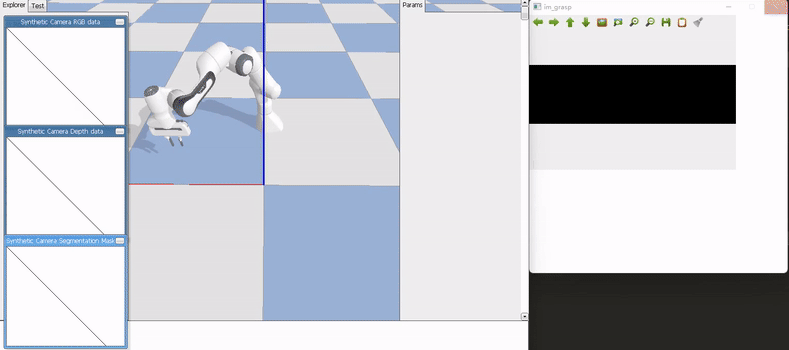 Explorer
Test
Params
Synthetic Camera RGB data
Synthetic Camera Depth data
Synthetic Camera Segmentation Mask
im_grasp